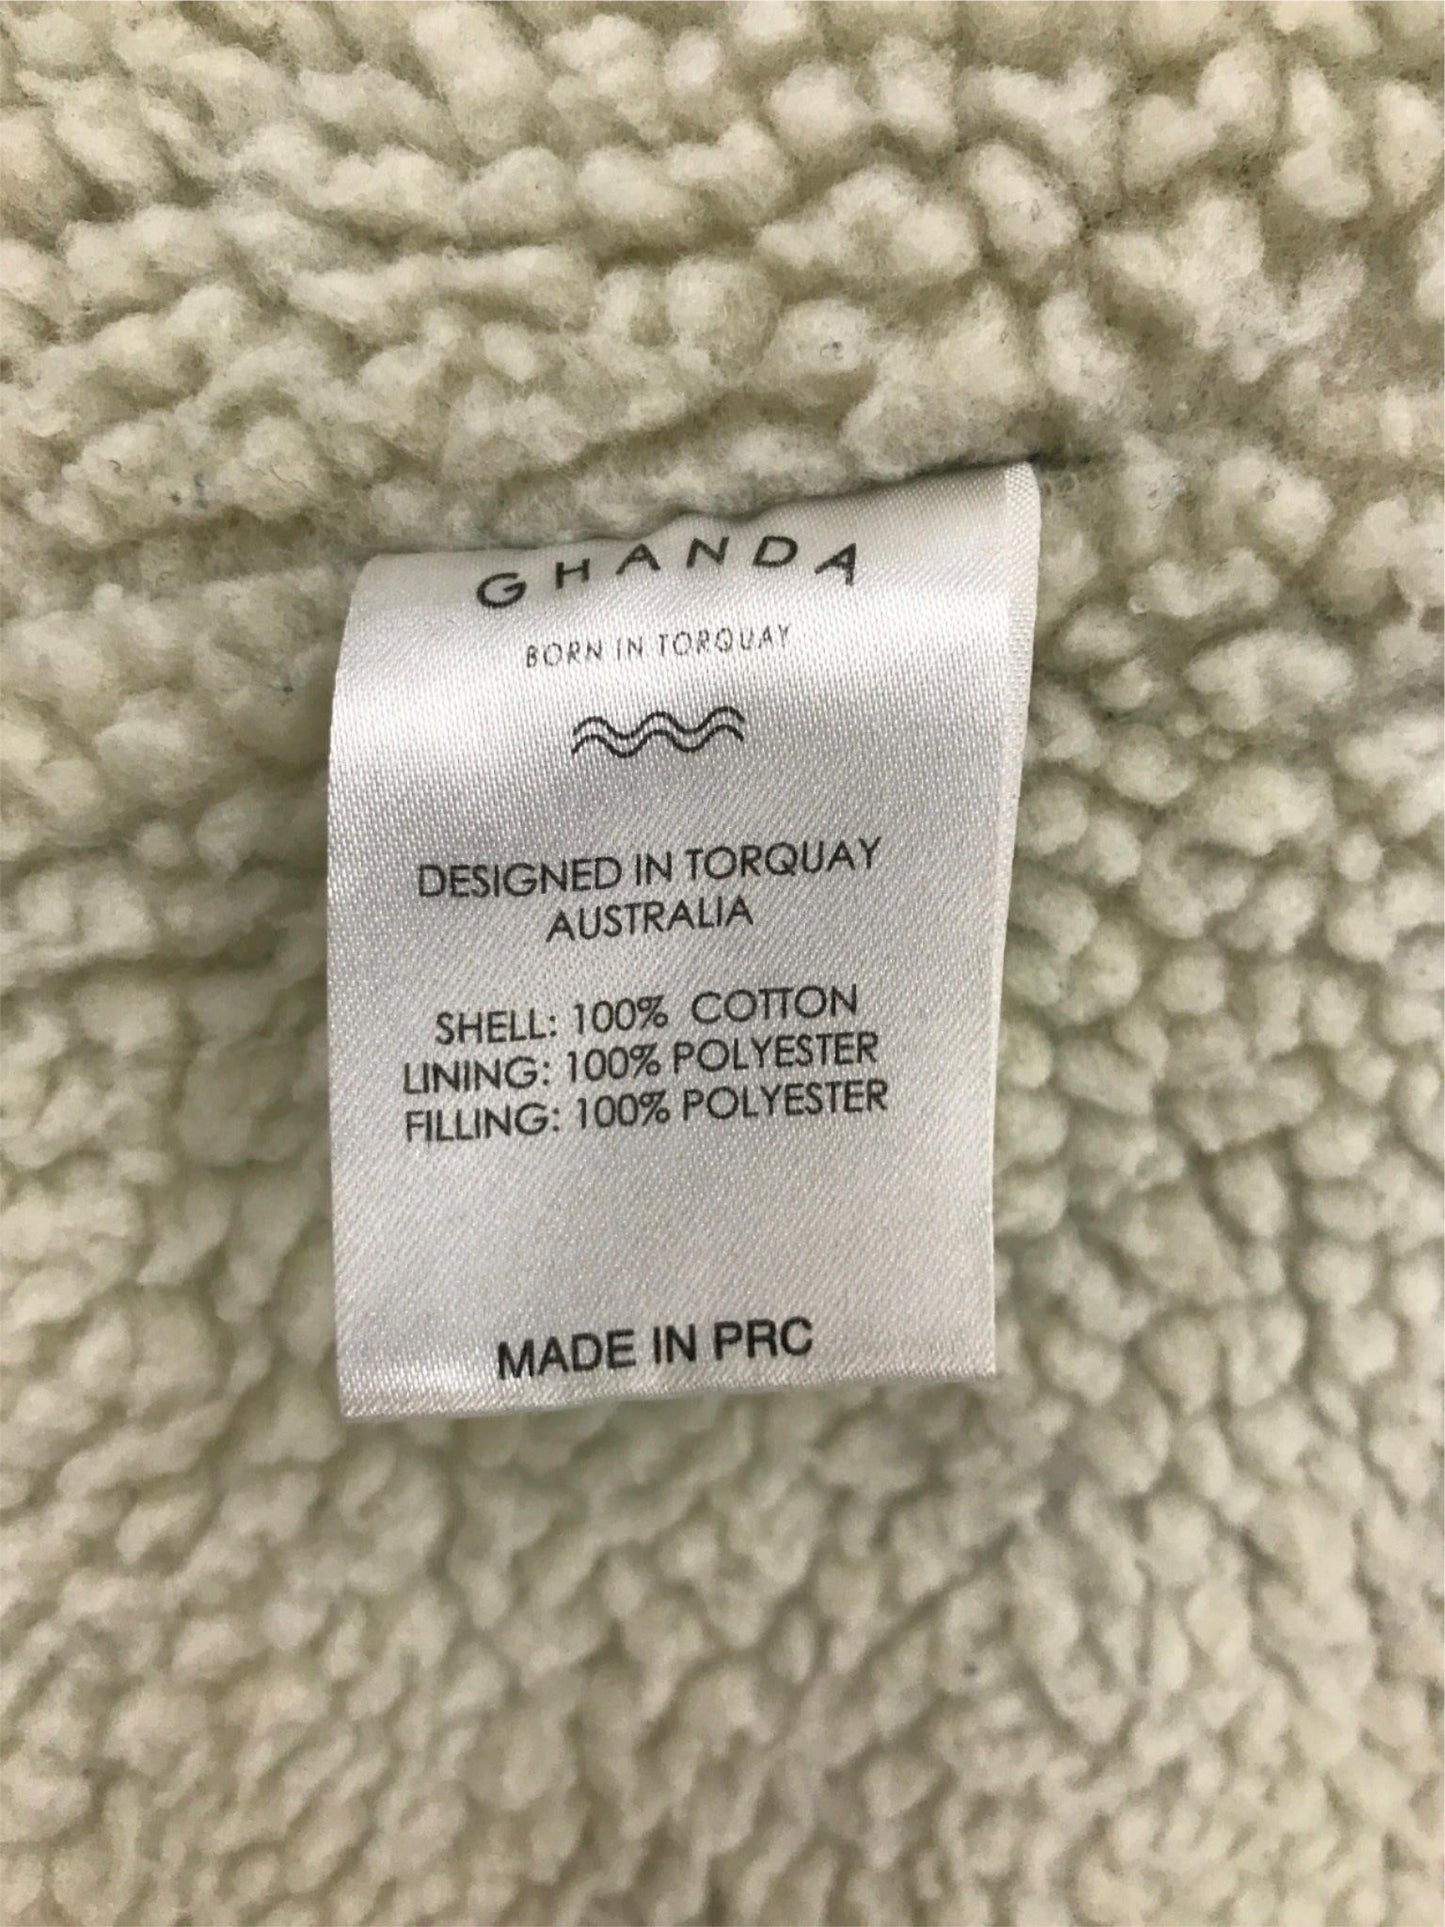 GHANDA
BORN IN TORQUAY
DESIGNED IN TORQUAY
AUSTRALIA
SHELL: 100% COTTON
LINING: 100% POLYESTER
FILLING: 100% POLYESTER
MADE IN PRC